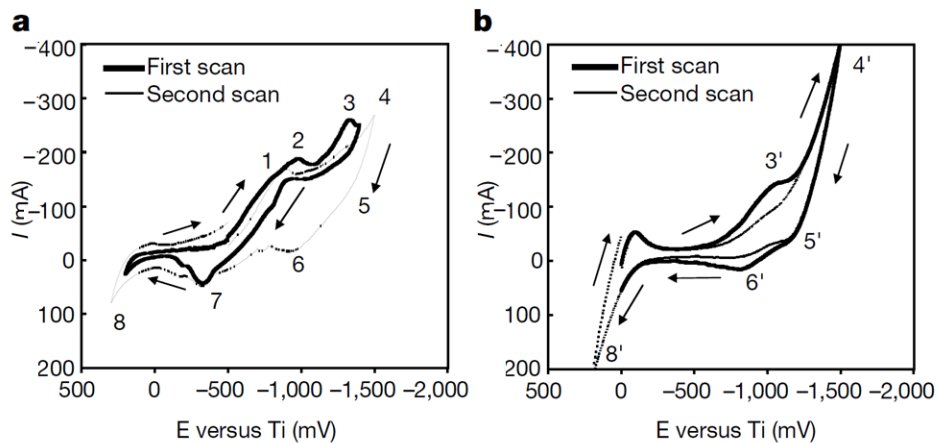 a
–400
–300
–200
–100
0
100
200
I (mA)
First scan
Second scan
1
2
3
4
5
6
7
8
500 0 –500 –1,000 –1,500 –2,000
E versus Ti (mV)
b
–400
–300
–200
–100
0
100
200
I (mA)
First scan
Second scan
3'
4'
5'
6'
8'
500 0 –500 –1,000 –1,500 –2,000
E versus Ti (mV)